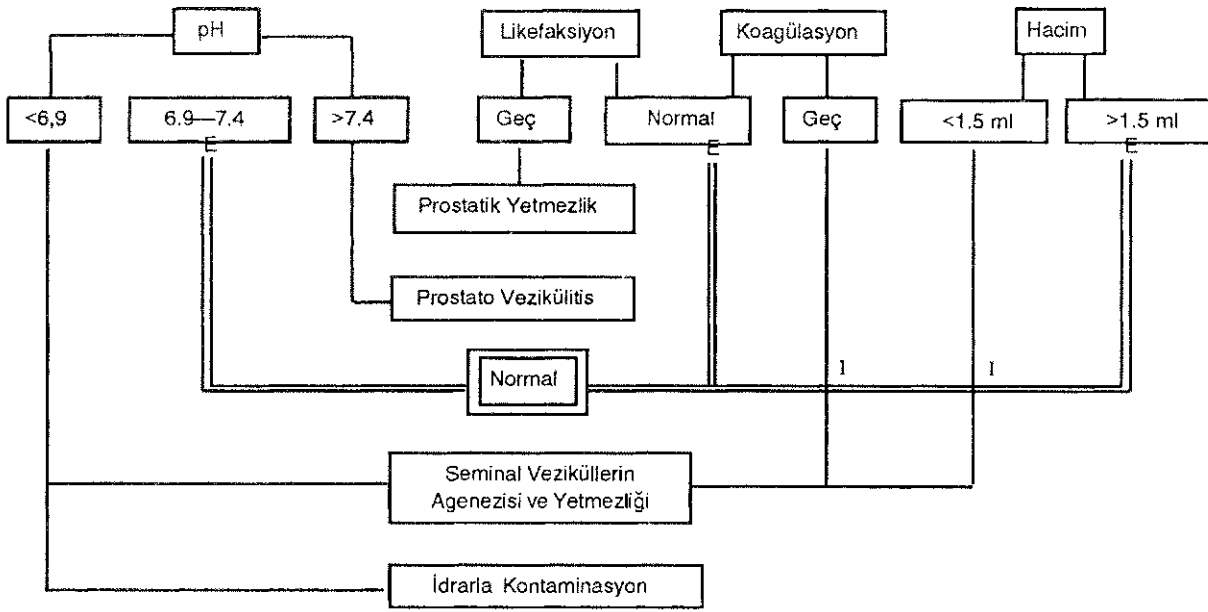 pH
Likefaksiyon
Koagülasyon
Hacim
<6,9
6.9—7.4
>7.4
Geç
Normal
Geç
<1.5 ml
>1.5 ml
E
E
E
Prostatik Yetmezlik
Prostato Vezikülitis
Normal
I
I
Seminal Veziküllerin
Agenezisi ve Yetmezliği
İdrarla Kontaminasyon